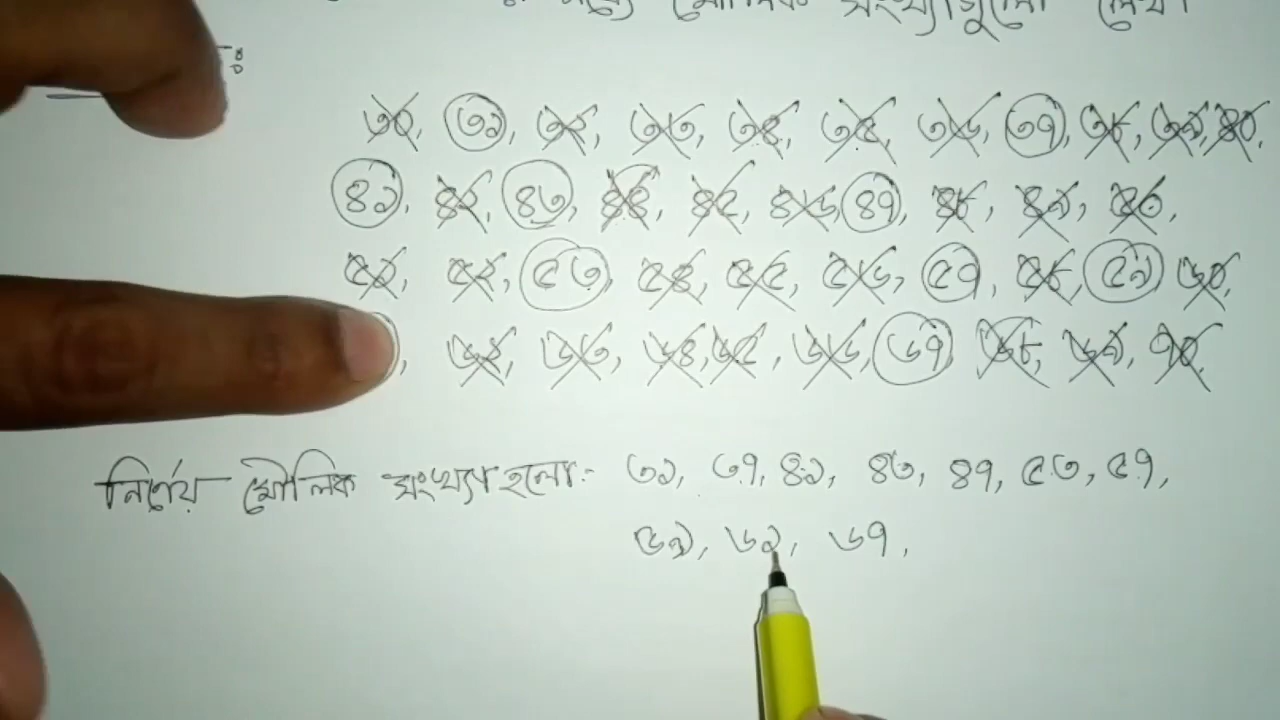 মধ্যে মৌলিক সংখ্যাগুলো লেখ।
৩০, ৩১, ৩২, ৩৩, ৩৪, ৩৫, ৩৬, ৩৭, ৩৮, ৩৯, ৪০,
৪১, ৪২, ৪৩, ৪৪, ৪৫, ৪৬, ৪৭, ৪৮, ৪৯, ৫০,
৫১, ৫২, ৫৩, ৫৪, ৫৫, ৫৬, ৫৭, ৫৮, ৫৯, ৬০,
৬২, ৬৩, ৬৪, ৬৫, ৬৬, ৬৭, ৬৮, ৬৯, ৭০.
নির্ণেয় মৌলিক সংখ্যা হলো:- ৩১, ৩৭, ৪১, ৪৩, ৪৭, ৫৩, ৫৭,
৫৯, ৬১, ৬৭,